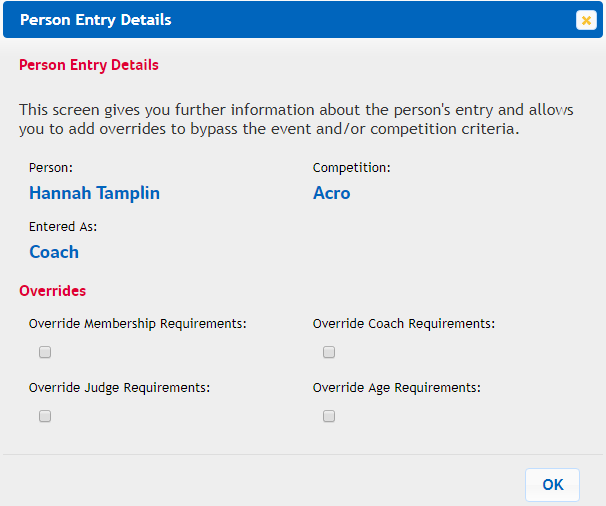 Person Entry Details
Person Entry Details
This screen gives you further information about the person's entry and allows
you to add overrides to bypass the event and/or competition criteria.
Person: Competition:
Hannah Tamplin Acro
Entered As:
Coach
Overrides
Override Membership Requirements: Override Coach Requirements:
Override Judge Requirements: Override Age Requirements:
OK